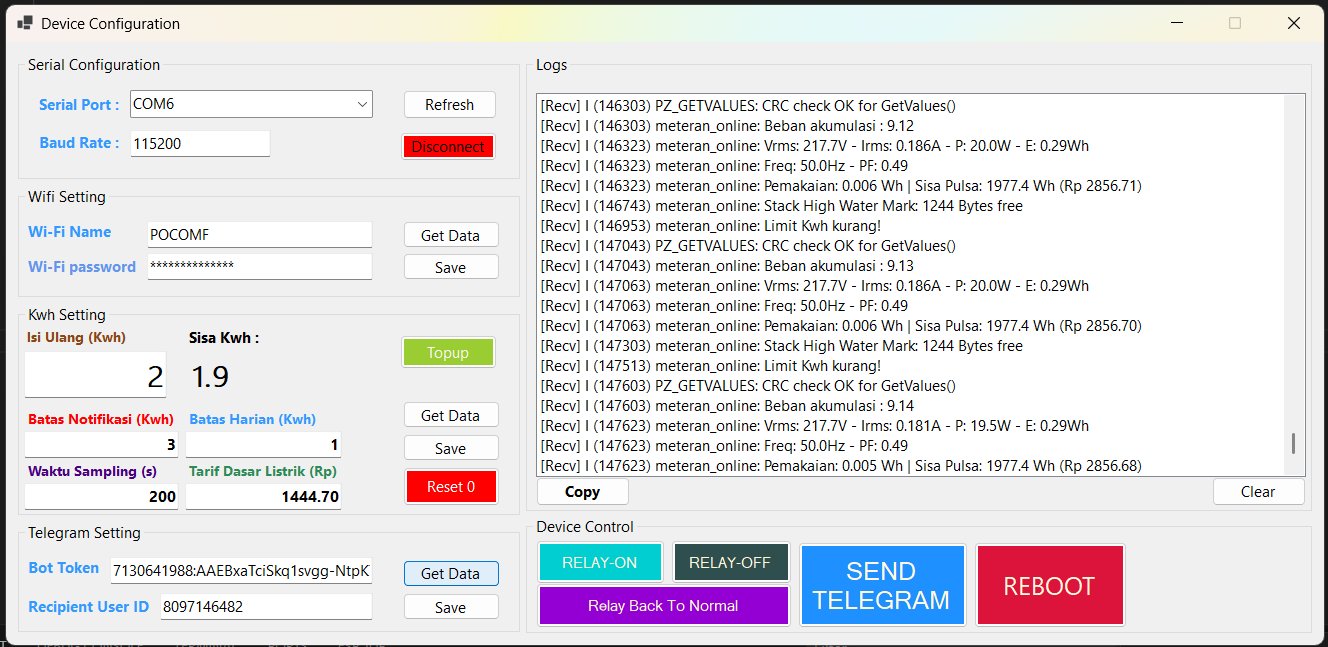 Device Configuration
Serial Configuration
Serial Port :
COM6
Refresh
Baud Rate :
115200
Disconnect
Wifi Setting
Wi-Fi Name
POCOMF
Get Data
Wi-Fi password
**************
Save
Kwh Setting
Isi Ulang (Kwh)
Sisa Kwh :
2
1.9
Topup
Batas Notifikasi (Kwh)
Batas Harian (Kwh)
Get Data
3
1
Save
Waktu Sampling (s)
Tarif Dasar Listrik (Rp)
200
1444.70
Reset 0
Telegram Setting
Bot Token
7130641988:AAEBxaTciSkq1svgg-NtpK
Get Data
Recipient User ID
8097146482
Save
Logs
[Recv] I (146303) PZ_GETVALUES: CRC check OK for GetValues()
[Recv] I (146303) meteran_online: Beban akumulasi : 9.12
[Recv] I (146323) meteran_online: Vrms: 217.7V - Irms: 0.186A - P: 20.0W - E: 0.29Wh
[Recv] I (146323) meteran_online: Freq: 50.0Hz - PF: 0.49
[Recv] I (146323) meteran_online: Pemakaian: 0.006 Wh | Sisa Pulsa: 1977.4 Wh (Rp 2856.71)
[Recv] I (146743) meteran_online: Stack High Water Mark: 1244 Bytes free
[Recv] I (146953) meteran_online: Limit Kwh kurang!
[Recv] I (147043) PZ_GETVALUES: CRC check OK for GetValues()
[Recv] I (147043) meteran_online: Beban akumulasi : 9.13
[Recv] I (147063) meteran_online: Vrms: 217.7V - Irms: 0.186A - P: 20.0W - E: 0.29Wh
[Recv] I (147063) meteran_online: Freq: 50.0Hz - PF: 0.49
[Recv] I (147063) meteran_online: Pemakaian: 0.006 Wh | Sisa Pulsa: 1977.4 Wh (Rp 2856.70)
[Recv] I (147303) meteran_online: Stack High Water Mark: 1244 Bytes free
[Recv] I (147513) meteran_online: Limit Kwh kurang!
[Recv] I (147603) PZ_GETVALUES: CRC check OK for GetValues()
[Recv] I (147603) meteran_online: Beban akumulasi : 9.14
[Recv] I (147623) meteran_online: Vrms: 217.7V - Irms: 0.181A - P: 19.5W - E: 0.29Wh
[Recv] I (147623) meteran_online: Freq: 50.0Hz - PF: 0.49
[Recv] I (147623) meteran_online: Pemakaian: 0.005 Wh | Sisa Pulsa: 1977.4 Wh (Rp 2856.68)
Copy
Clear
Device Control
RELAY-ON
RELAY-OFF
Relay Back To Normal
SEND
TELEGRAM
REBOOT